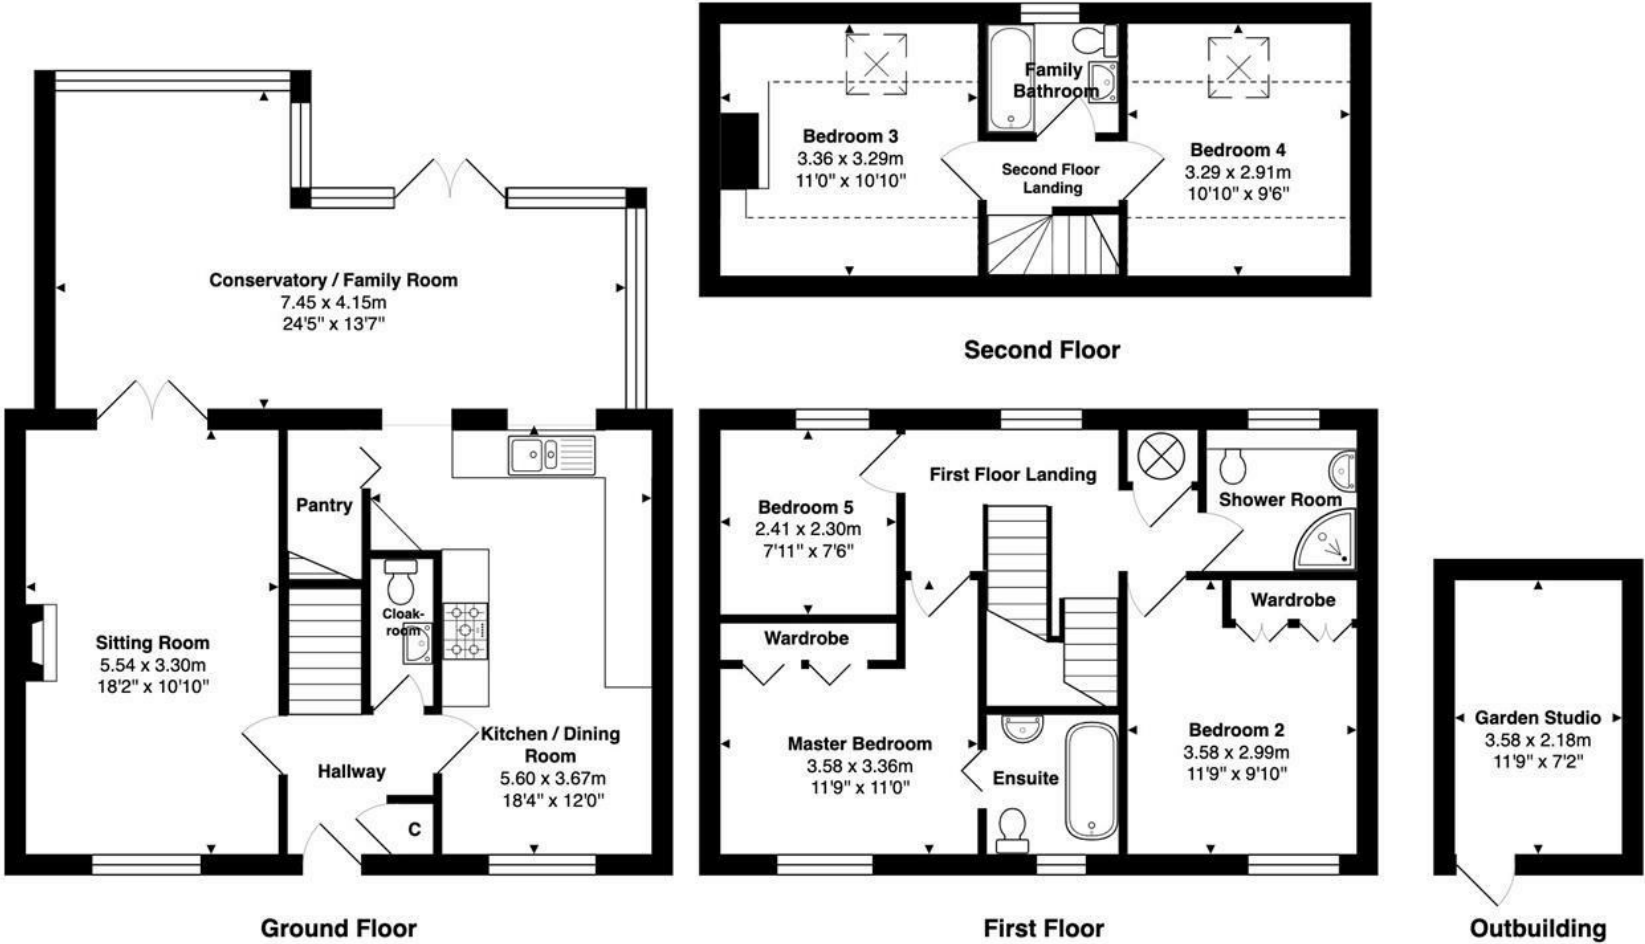 Conservatory / Family Room
7.45 x 4.15m
24'5" x 13'7"
Pantry
Cloak-
room
Sitting Room
5.54 x 3.30m
18'2" x 10'10"
Kitchen / Dining
Room
5.60 x 3.67m
18'4" x 12'0"
Hallway
C
Ground Floor
Bedroom 3
3.36 x 3.29m
11'0" x 10'10"
Family
Bathroom
Second Floor
Landing
Bedroom 4
3.29 x 2.91m
10'10" x 9'6"
Second Floor
Bedroom 5
2.41 x 2.30m
7'11" x 7'6"
First Floor Landing
Shower Room
Wardrobe
Wardrobe
Master Bedroom
3.58 x 3.36m
11'9" x 11'0"
Ensuite
Bedroom 2
3.58 x 2.99m
11'9" x 9'10"
First Floor
Garden Studio
3.58 x 2.18m
11'9" x 7'2"
Outbuilding